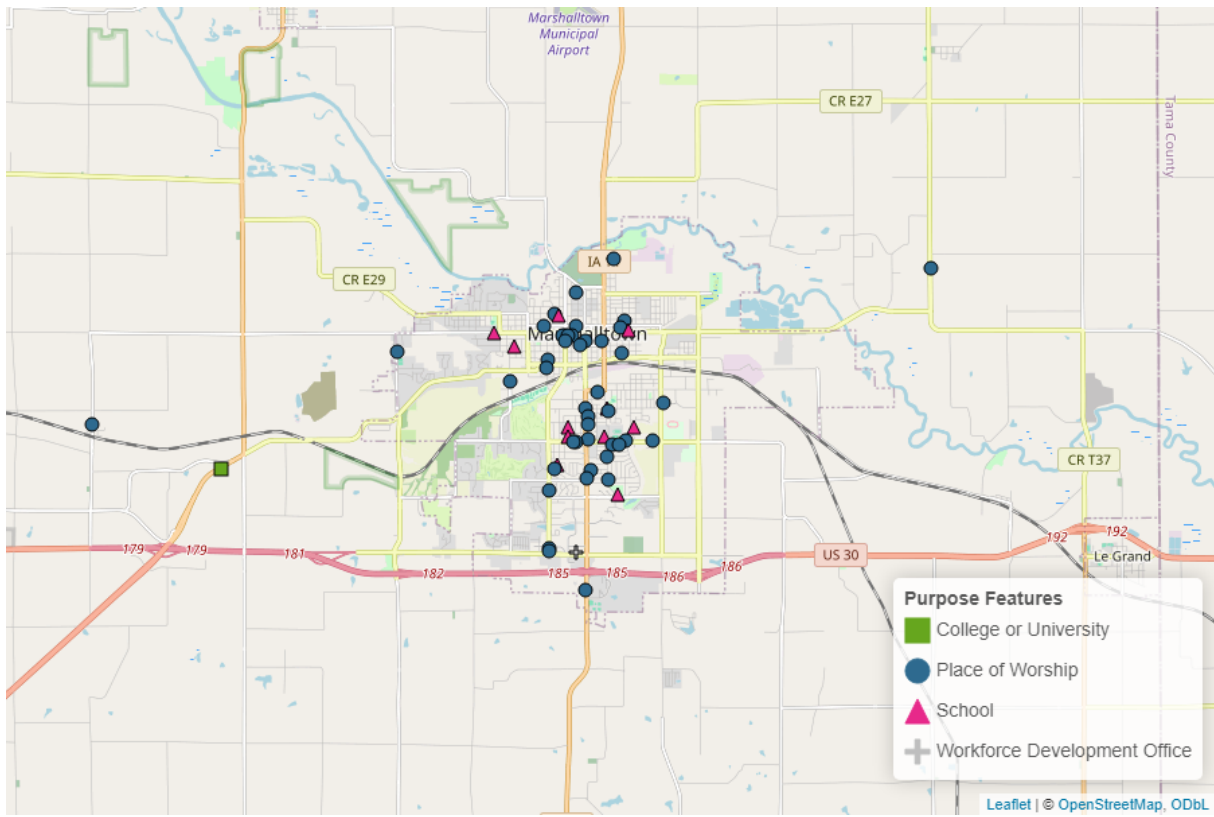 Marshalltown
Municipal
Airport
CR E27
Tama County
IA
CR E29
Marshalltown
CR T37
179
179
181
182
185
185
186
186
US 30
192
192
Le Grand
Purpose Features
College or University
Place of Worship
School
Workforce Development Office
Leaflet | © OpenStreetMap, ODbL